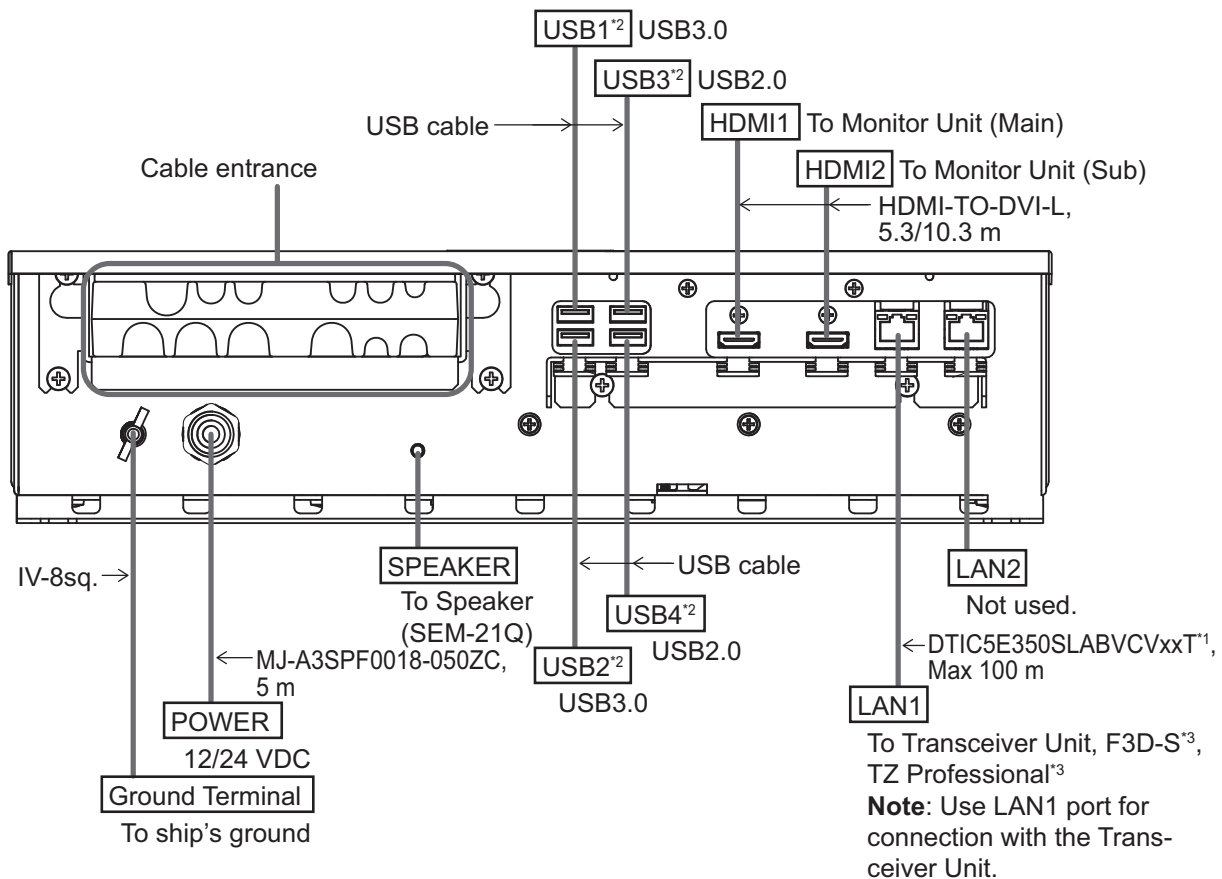 USB1*2 USB3.0
USB3*2 USB2.0
USB cable
HDMI1 To Monitor Unit (Main)
Cable entrance
HDMI2 To Monitor Unit (Sub)
HDMI-TO-DVI-L,
5.3/10.3 m
IV-8sq.
SPEAKER
To Speaker
(SEM-21Q)
USB cable
LAN2
Not used.
USB4*2
USB2.0
MJ-A3SPF0018-050ZC,
5 m
USB2*2
USB3.0
DTIC5E350SLABVCVxxT*1,
Max 100 m
POWER
12/24 VDC
LAN1
To Transceiver Unit, F3D-S*3,
TZ Professional*3
Note: Use LAN1 port for
connection with the Trans-
ceiver Unit.
Ground Terminal
To ship's ground